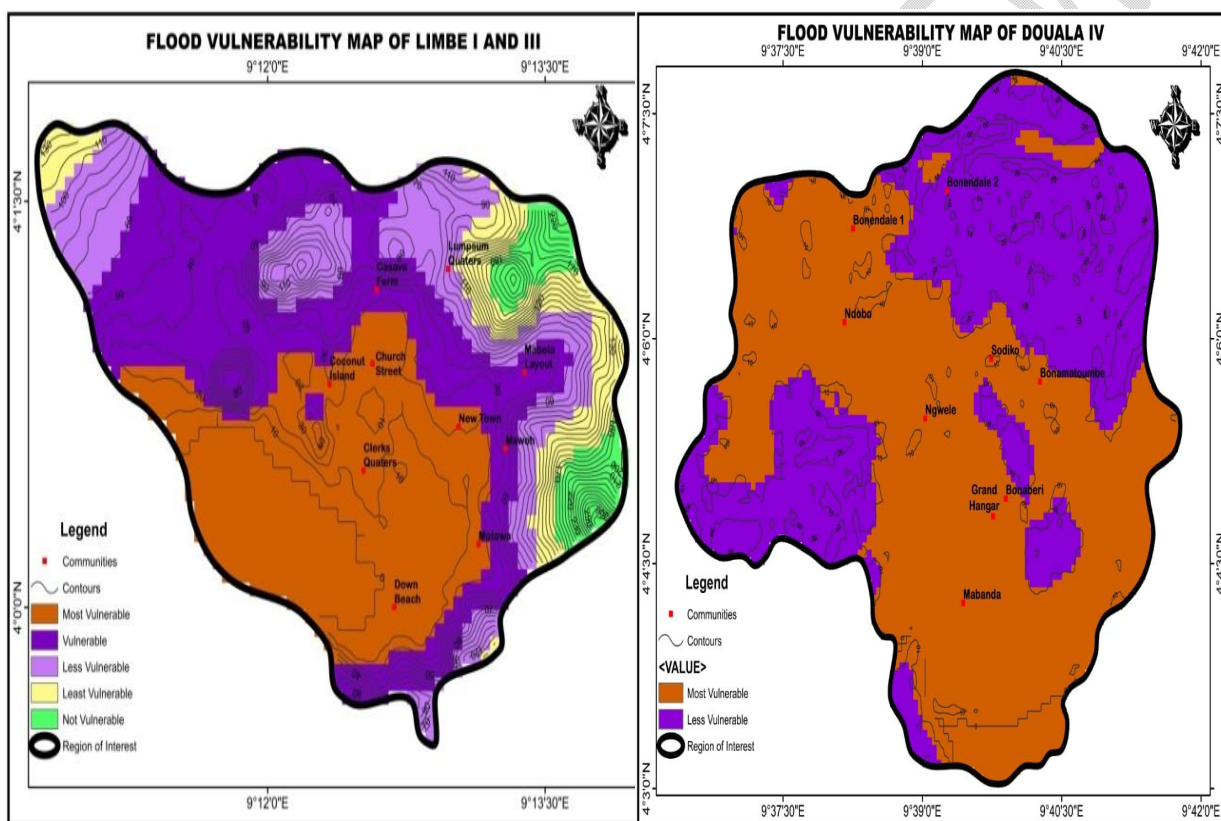 FLOOD VULNERABILITY MAP OF LIMBE I AND III
9°12'0"E
9°13'30"E
4°1'30"N
4°0'0"N
Lumpsum
Quaters
Casava
Farm
Mabeta
Layout
Coconut
Island
Church
Street
New Town
Mawoh
Clerks
Quaters
Motowo
Down
Beach
Legend
Communities
Contours
Most Vulnerable
Vulnerable
Less Vulnerable
Least Vulnerable
Not Vulnerable
Region of Interest
9°12'0"E
9°13'30"E
FLOOD VULNERABILITY MAP OF DOUALA IV
9°37'30"E
9°39'0"E
9°40'30"E
9°42'0"E
4°7'30"N
4°6'0"N
4°4'30"N
4°3'0"N
Bonendale 2
Bonendale 1
Ndobo
Sodiko
Bonamatoumbe
Ngwele
Grand
Hangar
Bonaberi
Mabanda
Legend
Communities
Contours
<VALUE>
Most Vulnerable
Less Vulnerable
Region of Interest
9°37'30"E
9°39'0"E
9°40'30"E
9°42'0"E